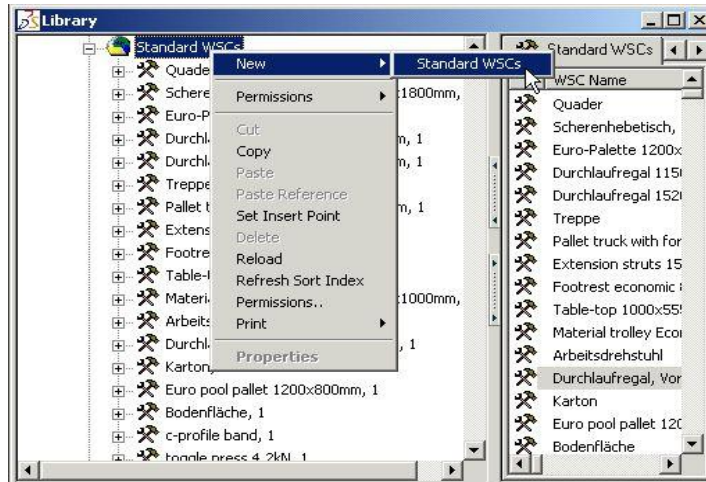 Library
Standard WSCs
Quade
Schere
1800mm,
Euro-P
Durchl
m, 1
Durchl
m, 1
Treppe
Pallet t
m, 1
Extens
Footre
Table-
Materi
1000mm,
Arbeits
Durchl
, 1
Karton,
Euro pool pallet 1200x800mm, 1
Bodenfläche, 1
c-profile band, 1
toggle press 4.2kN, 1
New
Permissions
Cut
Copy
Paste
Paste Reference
Set Insert Point
Delete
Reload
Refresh Sort Index
Permissions..
Print
Properties
Standard WSCs
Standard WSCs
WSC Name
Quader
Scherenhebetisch,
Euro-Palette 1200x
Durchlaufregal 115
Durchlaufregal 152
Treppe
Pallet truck with for
Extension struts 15
Footrest economic
Table-top 1000x55
Material trolley Eco
Arbeitsdrehstuhl
Durchlaufregal, Vor
Karton
Euro pool pallet 120
Bodenfläche